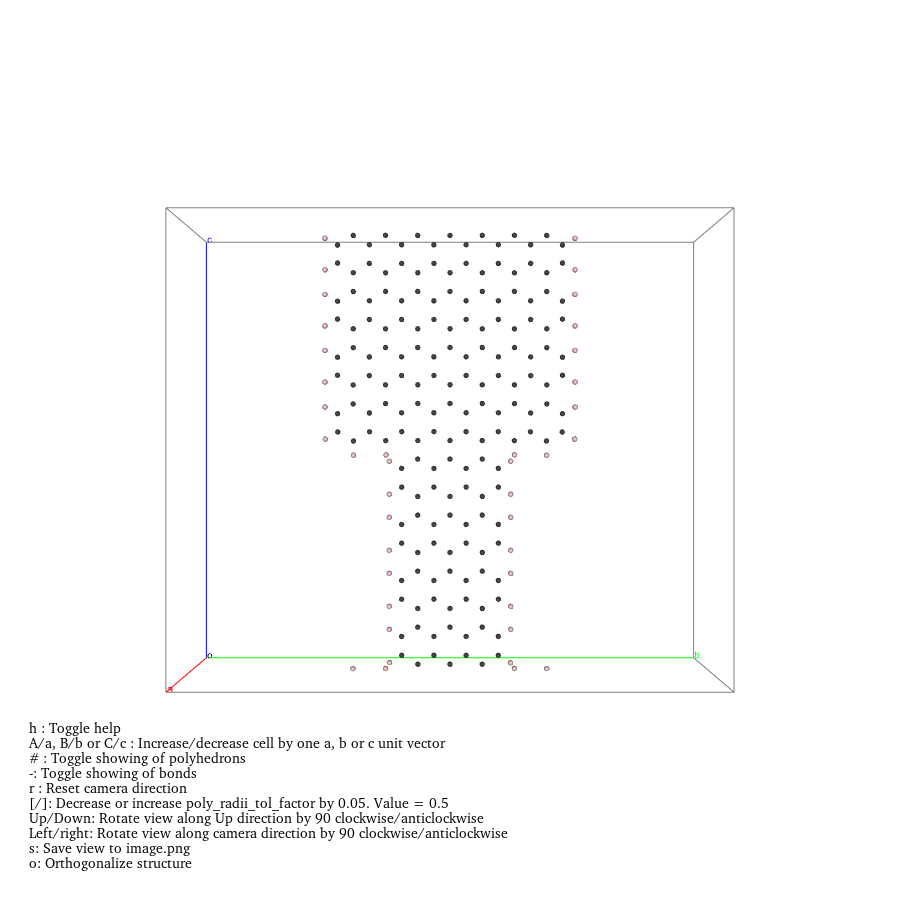 c
o
b
a
h : Toggle help
A/a, B/b or C/c : Increase/decrease cell by one a, b or c unit vector
# : Toggle showing of polyhedrons
-: Toggle showing of bonds
r : Reset camera direction
[/]: Decrease or increase poly_radii_tol_factor by 0.05. Value = 0.5
Up/Down: Rotate view along Up direction by 90 clockwise/anticlockwise
Left/right: Rotate view along camera direction by 90 clockwise/anticlockwise
s: Save view to image.png
o: Orthogonalize structure